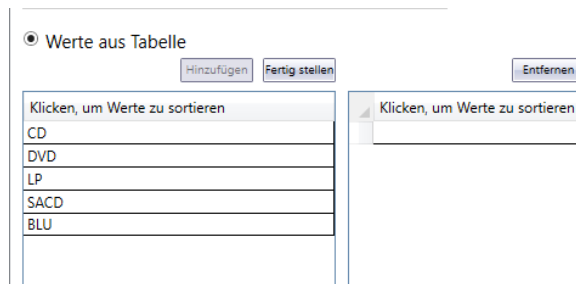 Werte aus Tabelle
Hinzufügen Fertig stellen Entfernen
Klicken, um Werte zu sortieren Klicken, um Werte zu sortieren
CD
DVD
LP
SACD
BLU